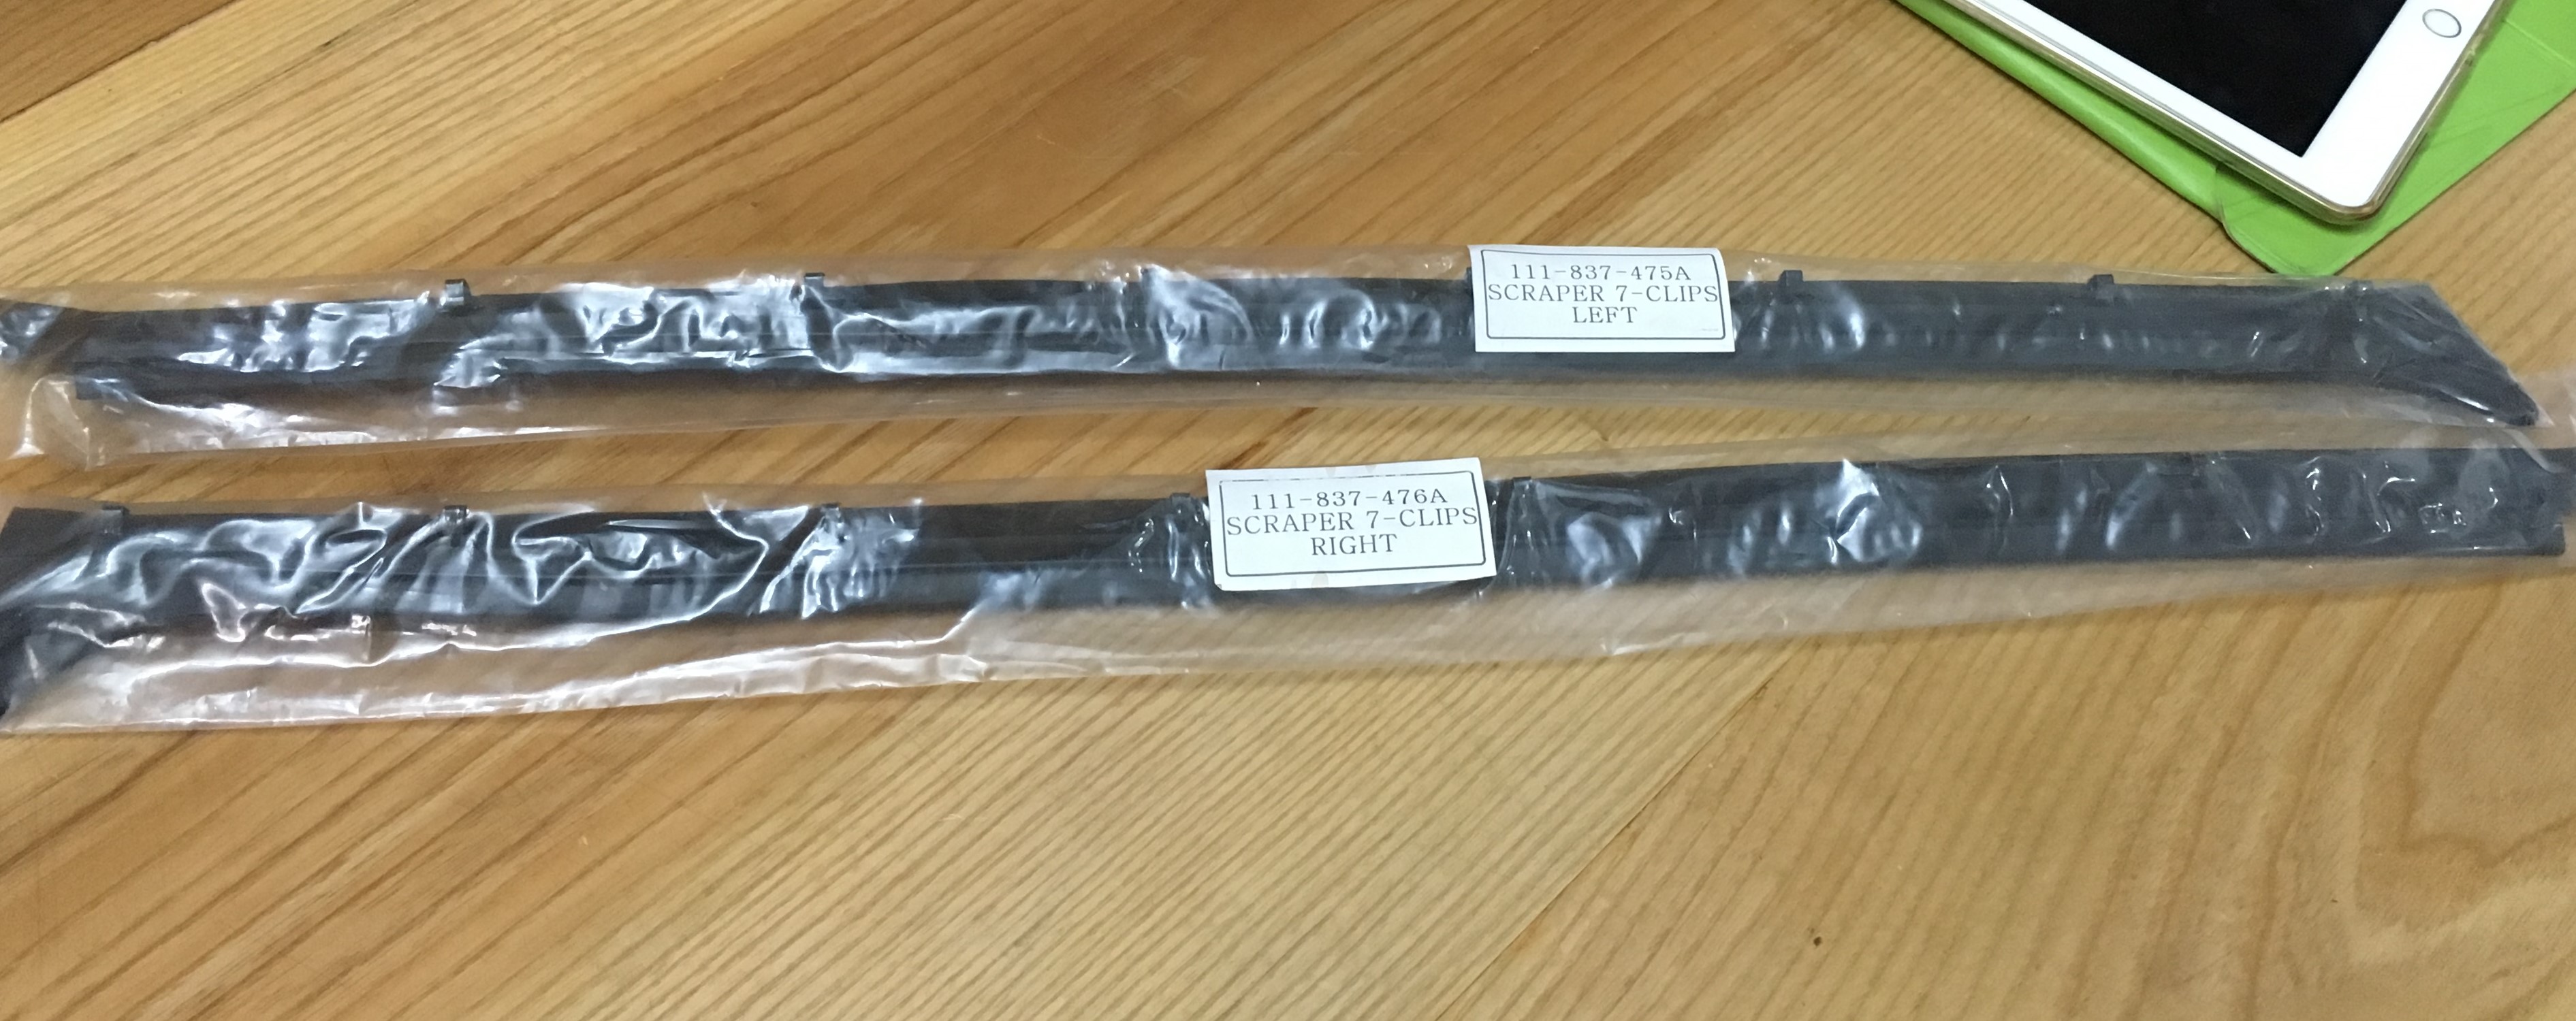 111-837-475A
SCRAPER 7-CLIPS
LEFT
111-837-476A
SCRAPER 7-CLIPS
RIGHT